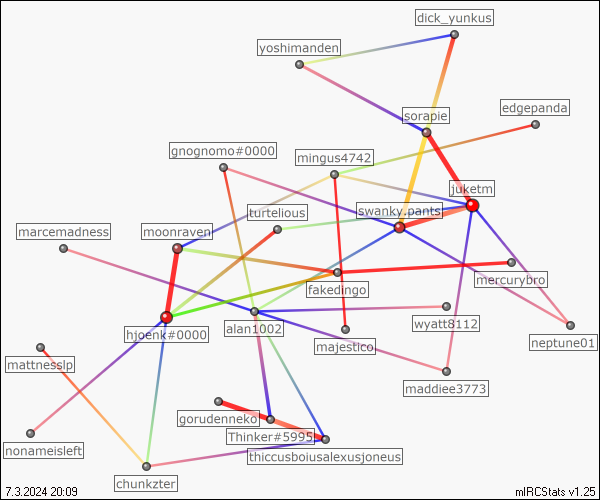 dick_yunkus
yoshimanden
edgepanda
sorapie
gnognomo#0000
mingus4742
juketm
swanky.pants
turtelious
marcemadness
moonraven
mercurybro
fakedingo
wyatt8112
hjoenk#0000
alan1002
majestico
neptune01
mattnesslp
maddiee3773
gorudenneko
Thinker#5995
nonameisleft
thiccusboiusalexusjoneus
chunkzter
7.3.2024 20:09
mIRCStats v1.25